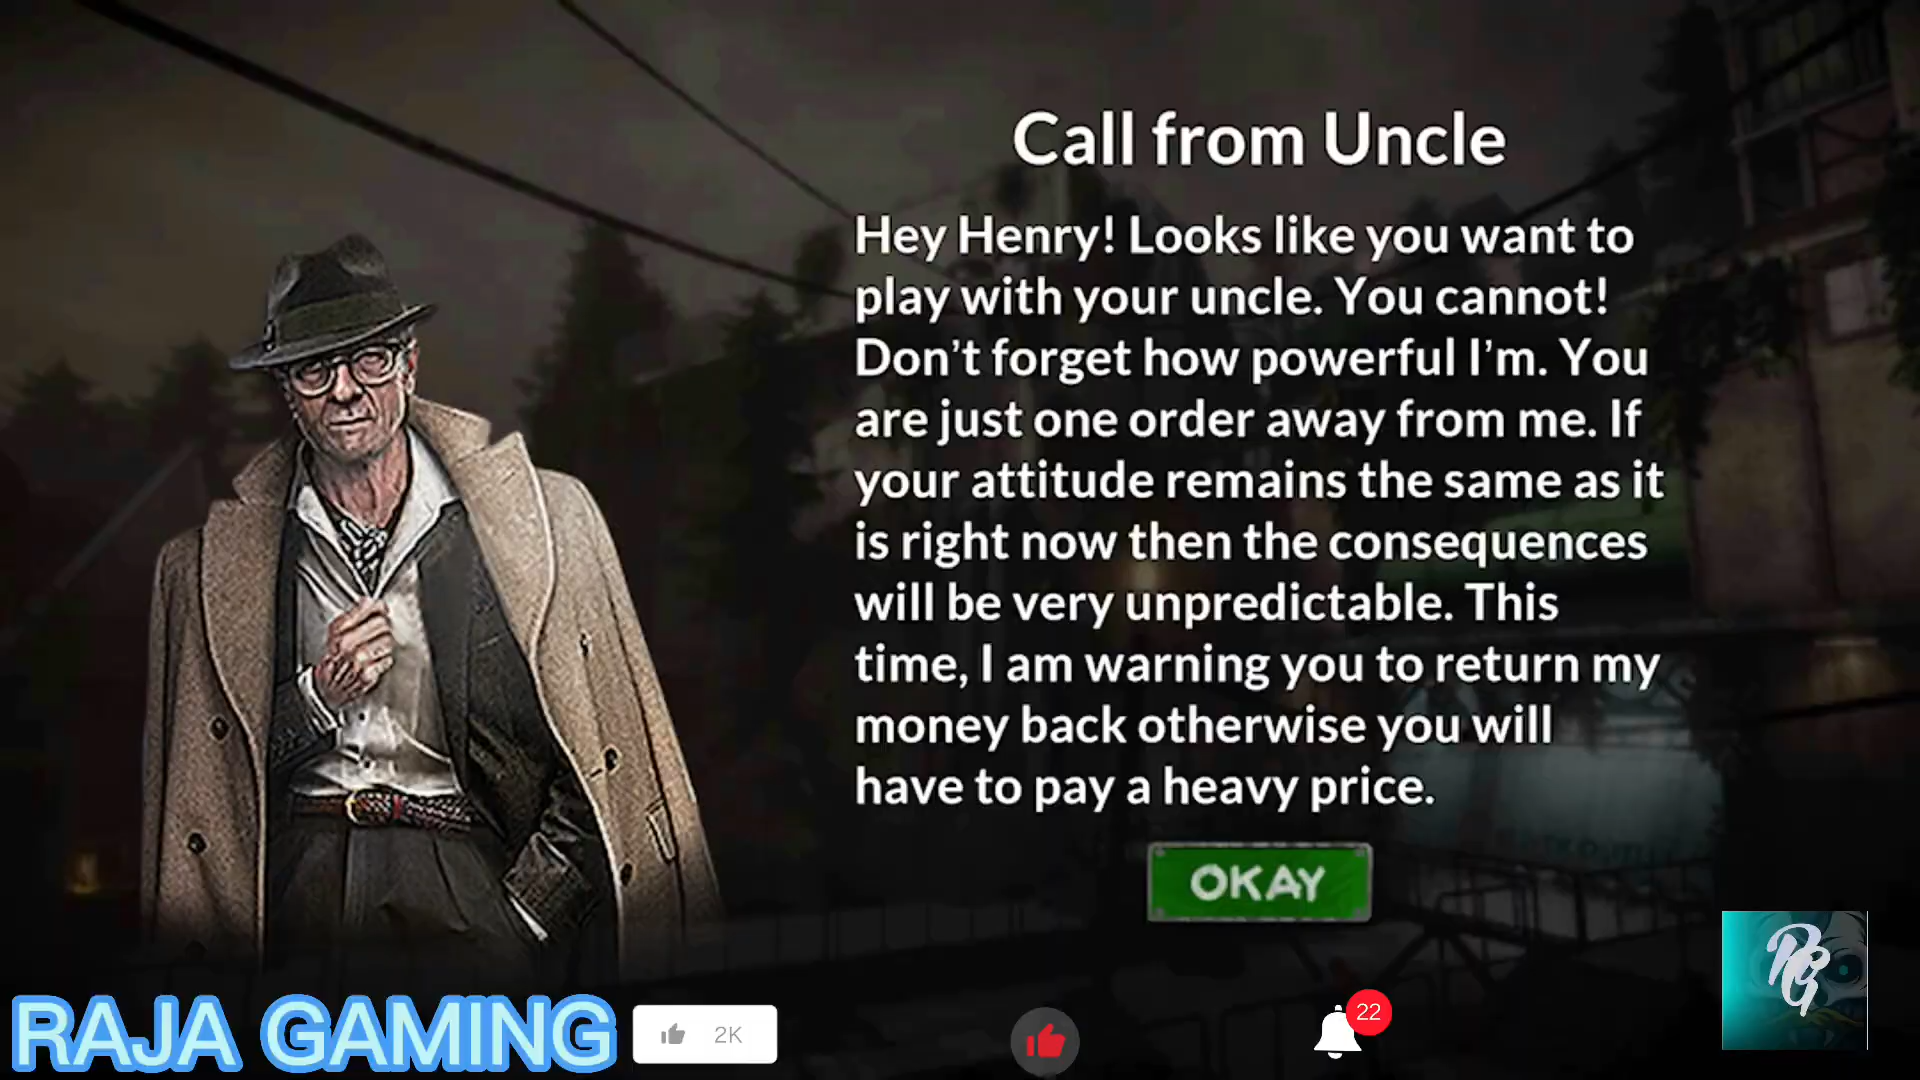 Call from Uncle
Hey Henry! Looks like you want to
play with your uncle. You cannot!
Don't forget how powerful I'm. You
are just one order away from me. If
your attitude remains the same as it
is right now then the consequences
will be very unpredictable. This
time, I am warning you to return my
money back otherwise you will
have to pay a heavy price.
OKAY
RG
RAJA GAMING
2K
22